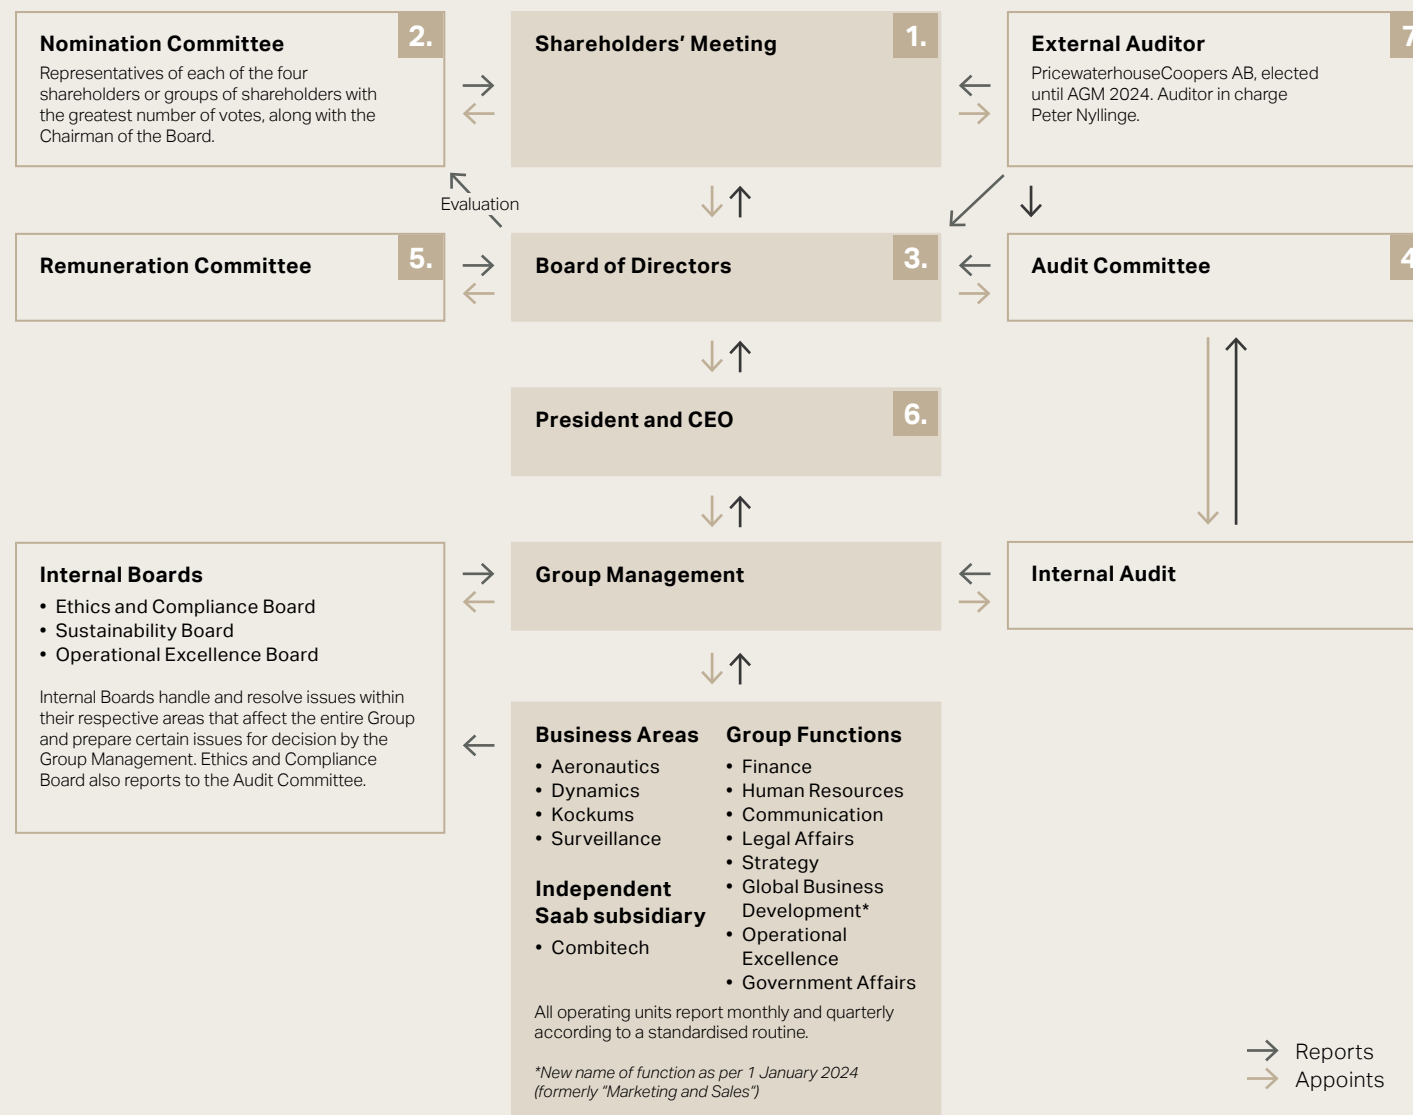 Nomination Committee
2.
Representatives of each of the four
shareholders or groups of shareholders with
the greatest number of votes, along with the
Chairman of the Board.
Shareholders’ Meeting
1.
External Auditor
7
PricewaterhouseCoopers AB, elected
until AGM 2024. Auditor in charge
Peter Nyllinge.
Evaluation
Remuneration Committee
5.
Board of Directors
3.
Audit Committee
4
President and CEO
6.
Internal Boards
• Ethics and Compliance Board
• Sustainability Board
• Operational Excellence Board
Internal Boards handle and resolve issues within
their respective areas that affect the entire Group
and prepare certain issues for decision by the
Group Management. Ethics and Compliance
Board also reports to the Audit Committee.
Group Management
Internal Audit
Business Areas
• Aeronautics
• Dynamics
• Kockums
• Surveillance
Independent
Saab subsidiary
• Combitech
Group Functions
• Finance
• Human Resources
• Communication
• Legal Affairs
• Strategy
• Global Business
Development*
• Operational
Excellence
• Government Affairs
All operating units report monthly and quarterly
according to a standardised routine.
*New name of function as per 1 January 2024
(formerly “Marketing and Sales”)
Reports
Appoints